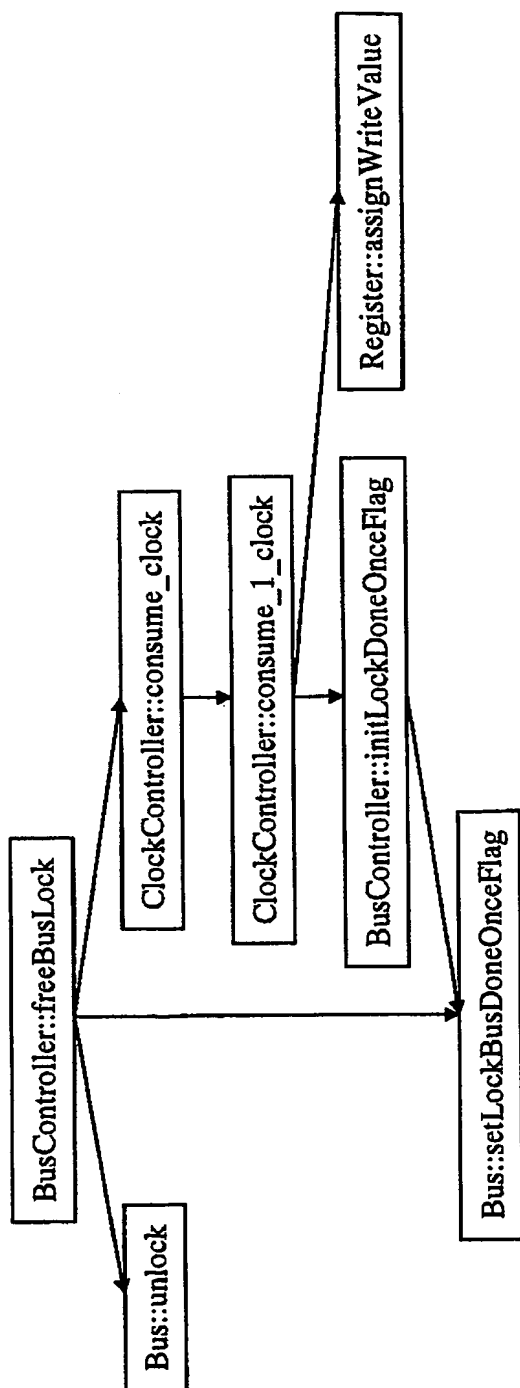 BusController::freeBusLock
Bus::unlock
ClockController::consume_clock
ClockController::consume_1_clock
BusController::initLockDoneOnceFlag
Register::assignWriteValue
Bus::setLockBusDoneOnceFlag